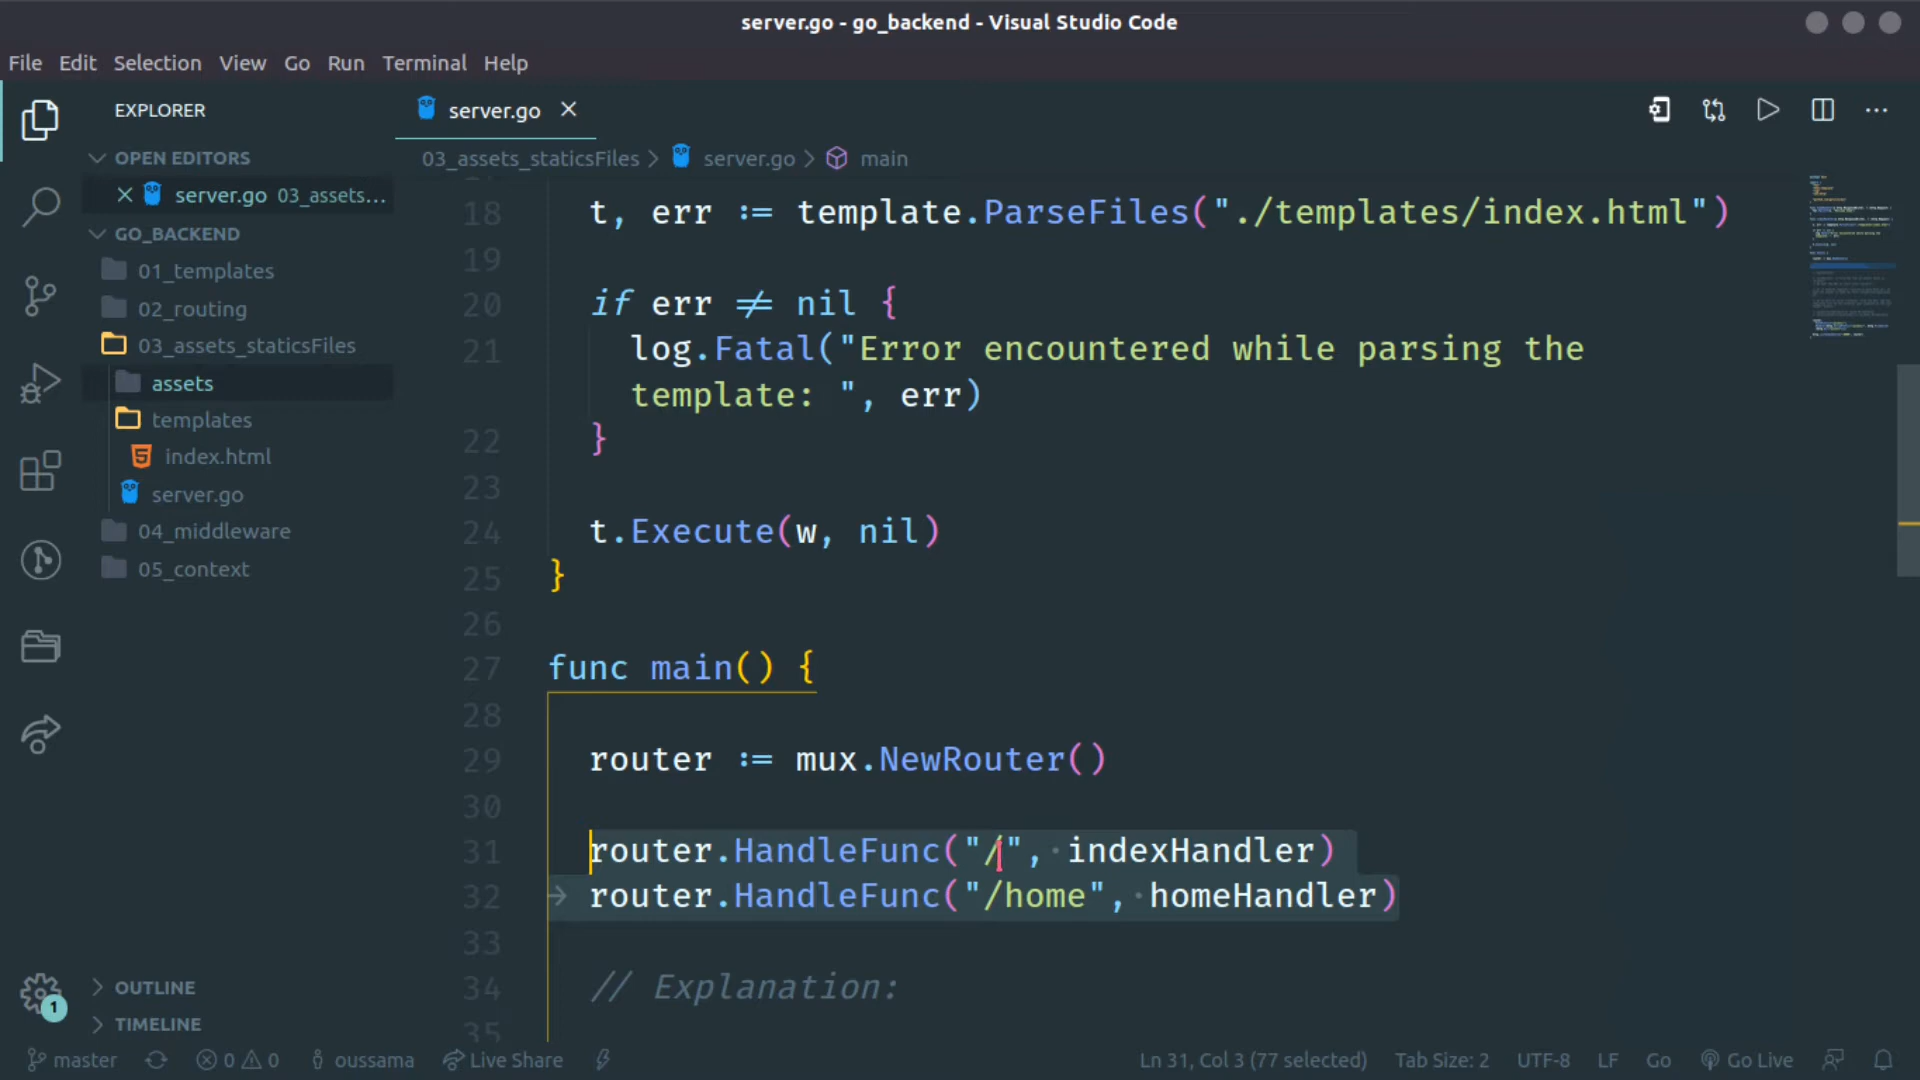 server.go - go_backend - Visual Studio Code
File Edit Selection View Go Run Terminal Help
EXPLORER
OPEN EDITORS
server.go 03_assets...
GO_BACKEND
01_templates
02_routing
03_assets_staticsFiles
assets
templates
index.html
server.go
04_middleware
05_context
OUTLINE
TIMELINE
server.go
03_assets_staticsFiles > server.go > main
18 t, err := template.ParseFiles("./templates/index.html")
19
20 if err != nil {
21 log.Fatal("Error encountered while parsing the
template: ", err)
22 }
23
24 t.Execute(w, nil)
25 }
26
27 func main() {
28
29 router := mux.NewRouter()
30
31 router.HandleFunc("/", indexHandler)
32 router.HandleFunc("/home", homeHandler)
33
34 // Explanation:
35
1
master 0 0 oussama Live Share Ln 31, Col 3 (77 selected) Tab Size: 2 UTF-8 LF Go Go Live